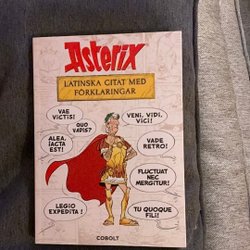 Asterix
LATINSKA CITAT MED
FÖRKLARINGAR
VAE
VICTIS!
QUO
VADIS?
VENI, VIDI,
VICI!
ALEA
IACTA
EST!
VADE
RETRO!
FLUCTUAT
NEC
MERGITUR!
LEGIO
EXPEDITA!
TU QUOQUE
FILI!
COBOLT